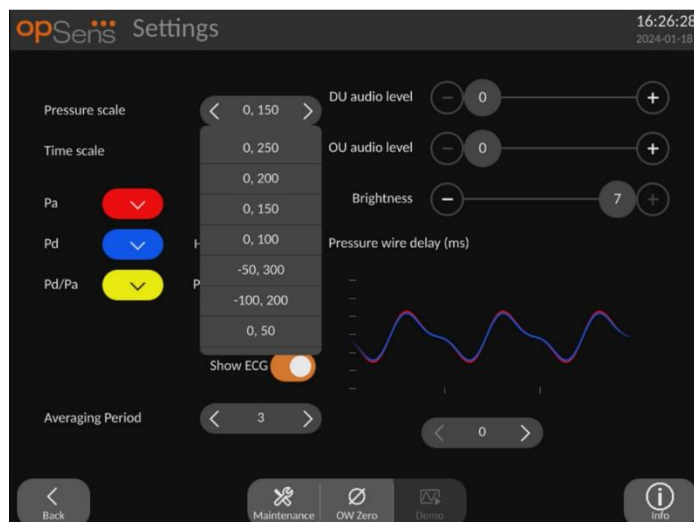 opSens Settings
16:26:28
2024-01-18
Pressure scale
0, 150
DU audio level
0
Time scale
0, 250
0, 200
0, 150
0, 100
-50, 300
-100, 200
0, 50
OU audio level
0
Brightness
7
Pa
Pd
H
Pressure wire delay (ms)
Pd/Pa
P
Show ECG
Averaging Period
3
0
Back
Maintenance
OW Zero
Demo
Info